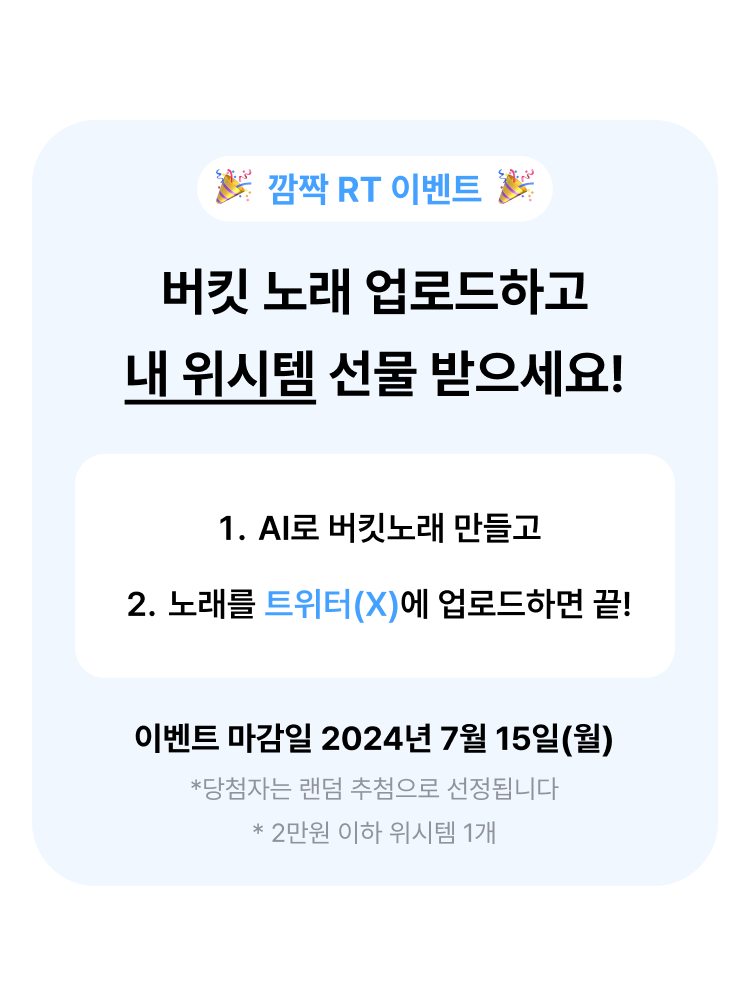 🎉 깜짝 RT 이벤트 🎉
버킷 노래 업로드하고
내 위시템 선물 받으세요!
1. AI로 버킷노래 만들고
2. 노래를 트위터(X)에 업로드하면 끝!
이벤트 마감일 2024년 7월 15일(월)
*당첨자는 랜덤 추첨으로 선정됩니다
* 2만원 이하 위시템 1개